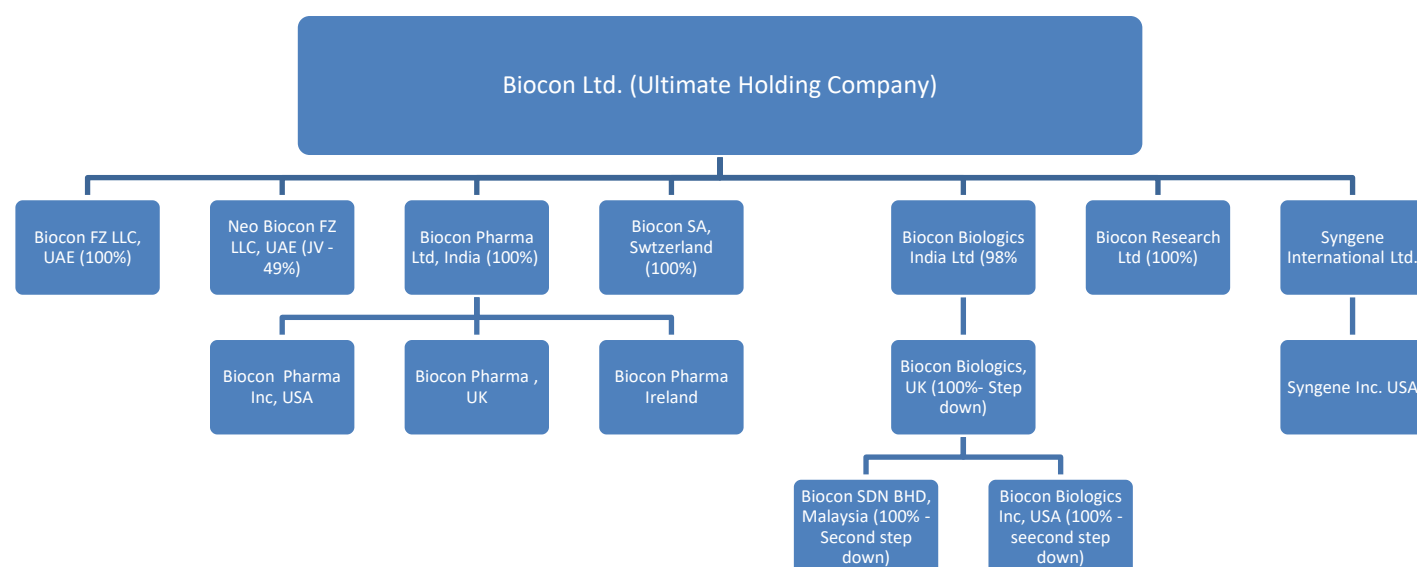 Biocon Ltd. (Ultimate Holding Company)
Biocon FZ LLC,
UAE (100%)
Neo Biocon FZ
LLC, UAE (JV -
49%)
Biocon Pharma
Ltd, India (100%)
Biocon SA,
Swtzerland
(100%)
Biocon Biologics
India Ltd (98%
Biocon Research
Ltd (100%)
Syngene
International Ltd.
Biocon Pharma
Inc, USA
Biocon Pharma ,
UK
Biocon Pharma
Ireland
Biocon Biologics,
UK (100%- Step
down)
Syngene Inc. USA
Biocon SDN BHD,
Malaysia (100% -
Second step
down)
Biocon Biologics
Inc, USA (100% -
seecond step
down)